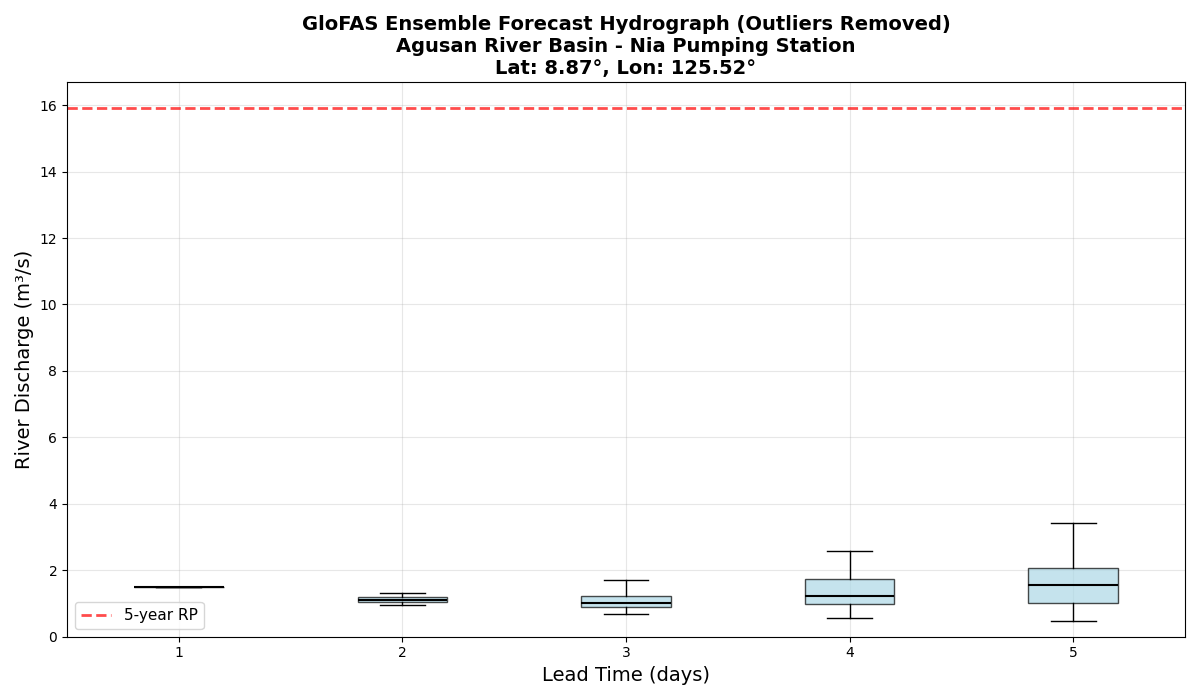 GloFAS Ensemble Forecast Hydrograph (Outliers Removed)
Agusan River Basin - Nia Pumping Station
Lat: 8.87°, Lon: 125.52°
River Discharge (m³/s)
16
14
12
10
8
6
4
2
0
5-year RP
1 2 3 4 5
Lead Time (days)